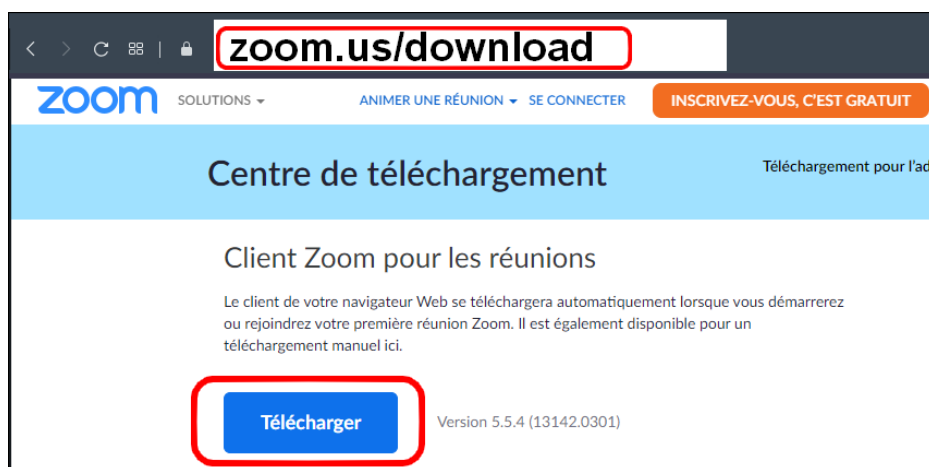 zoom.us/download
zoom SOLUTIONS ANIMER UNE RÉUNION SE CONNECTER INSCRIVEZ-VOUS, C'EST GRATUIT
Centre de téléchargement
Téléchargement pour l'ad
Client Zoom pour les réunions
Le client de votre navigateur Web se téléchargera automatiquement lorsque vous démarrerez
ou rejoindrez votre première réunion Zoom. Il est également disponible pour un
téléchargement manuel ici.
Télécharger
Version 5.5.4 (13142.0301)